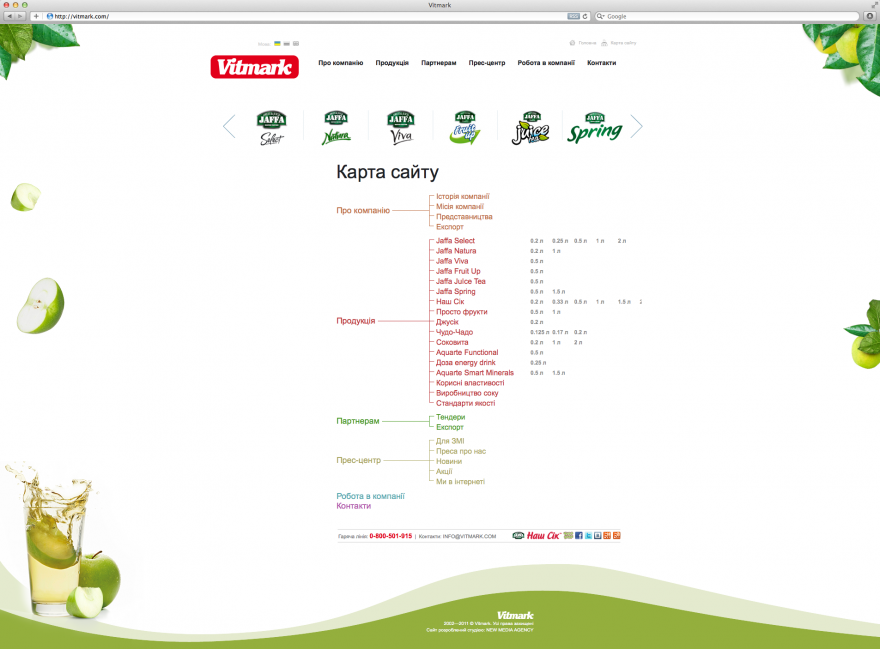 Vitmark
http://vitmark.com/
RSS
Google
Мова:
Головна
Карта сайту
Vitmark
Про компанію
Продукція
Партнерам
Прес-центр
Робота в компанії
Контакти
JAFFA Select
JAFFA Natura
JAFFA Viva
JAFFA fruit up
JAFFA juice tea
JAFFA Spring
Карта сайту
Про компанію
Історія компанії
Місія компанії
Представництва
Експорт
Продукція
Jaffa Select 0.2 л 0.25 л 0.5 л 1 л 2 л
Jaffa Natura 0.2 л 1 л
Jaffa Viva 0.5 л
Jaffa Fruit Up 0.5 л
Jaffa Juice Tea 0.5 л
Jaffa Spring 0.5 л 1.5 л
Наш Сік 0.2 л 0.33 л 0.5 л 1 л 1.5 л
Просто фрукти 0.5 л 1 л
Джусік 0.2 л
Чудо-Чадо 0.125 л 0.17 л 0.2 л
Соковита 0.2 л 1 л 2 л
Aquarte Functional 0.5 л
Доза energy drink 0.25 л
Aquarte Smart Minerals 0.5 л 1.5 л
Корисні властивості
Виробництво соку
Стандарти якості
Партнерам
Тендери
Експорт
Прес-центр
Для ЗМІ
Преса про нас
Новини
Акції
Ми в інтернеті
Робота в компанії
Контакти
Гаряча лінія: 0-800-501-915 | Контакти: INFO@VITMARK.COM
Наш Сік
Vitmark
2002—2011 © Vitmark. Усі права захищені
Сайт розроблений студією: NEW MEDIA AGENCY